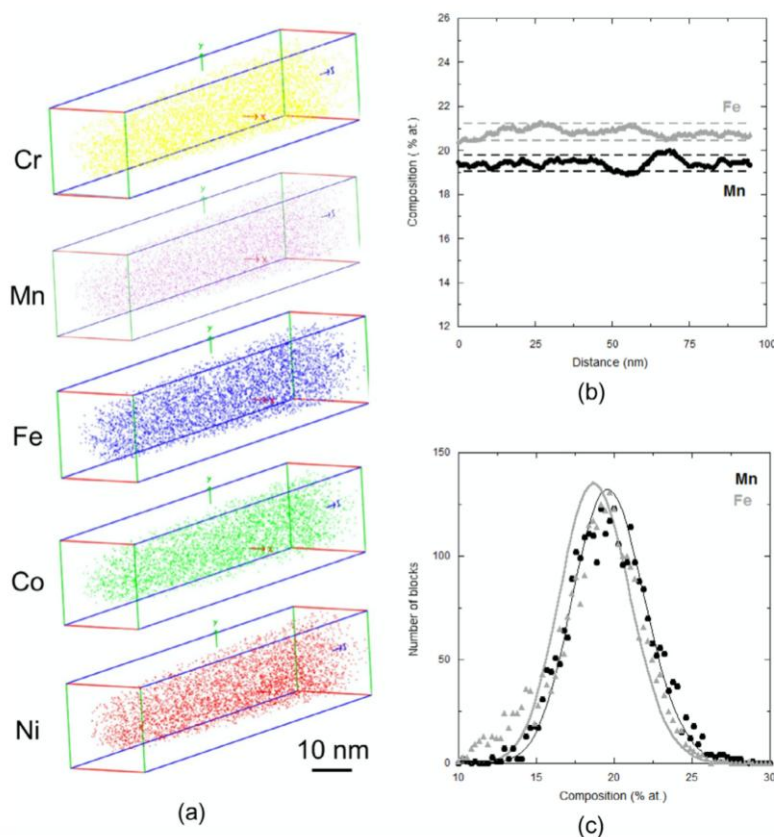 Cr
Mn
Fe
Co
Ni
y
x
z
y
x
z
y
x
z
y
x
z
y
x
z
10 nm
(a)
26
24
22
20
18
16
14
12
Composition ( % at.)
Fe
Mn
0
25
50
75
100
Distance (nm)
(b)
150
100
50
0
Number of blocks
Mn
Fe
10
15
20
25
30
Composition (% at.)
(c)